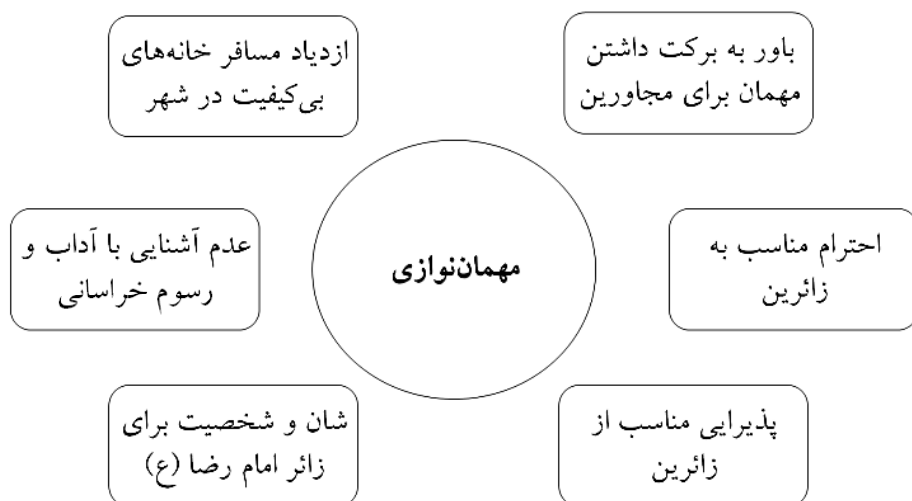 باور به برکت داشتن
مهمان برای مجاورین
ازدیاد مسافر خانه‌های
بی‌کیفیت در شهر
احترام مناسب به
زائرین
مهمان‌نوازی
عدم آشنایی با آداب و
رسوم خراسانی
پذیرایی مناسب از
زائرین
شان و شخصیت برای
زائر امام رضا (ع)